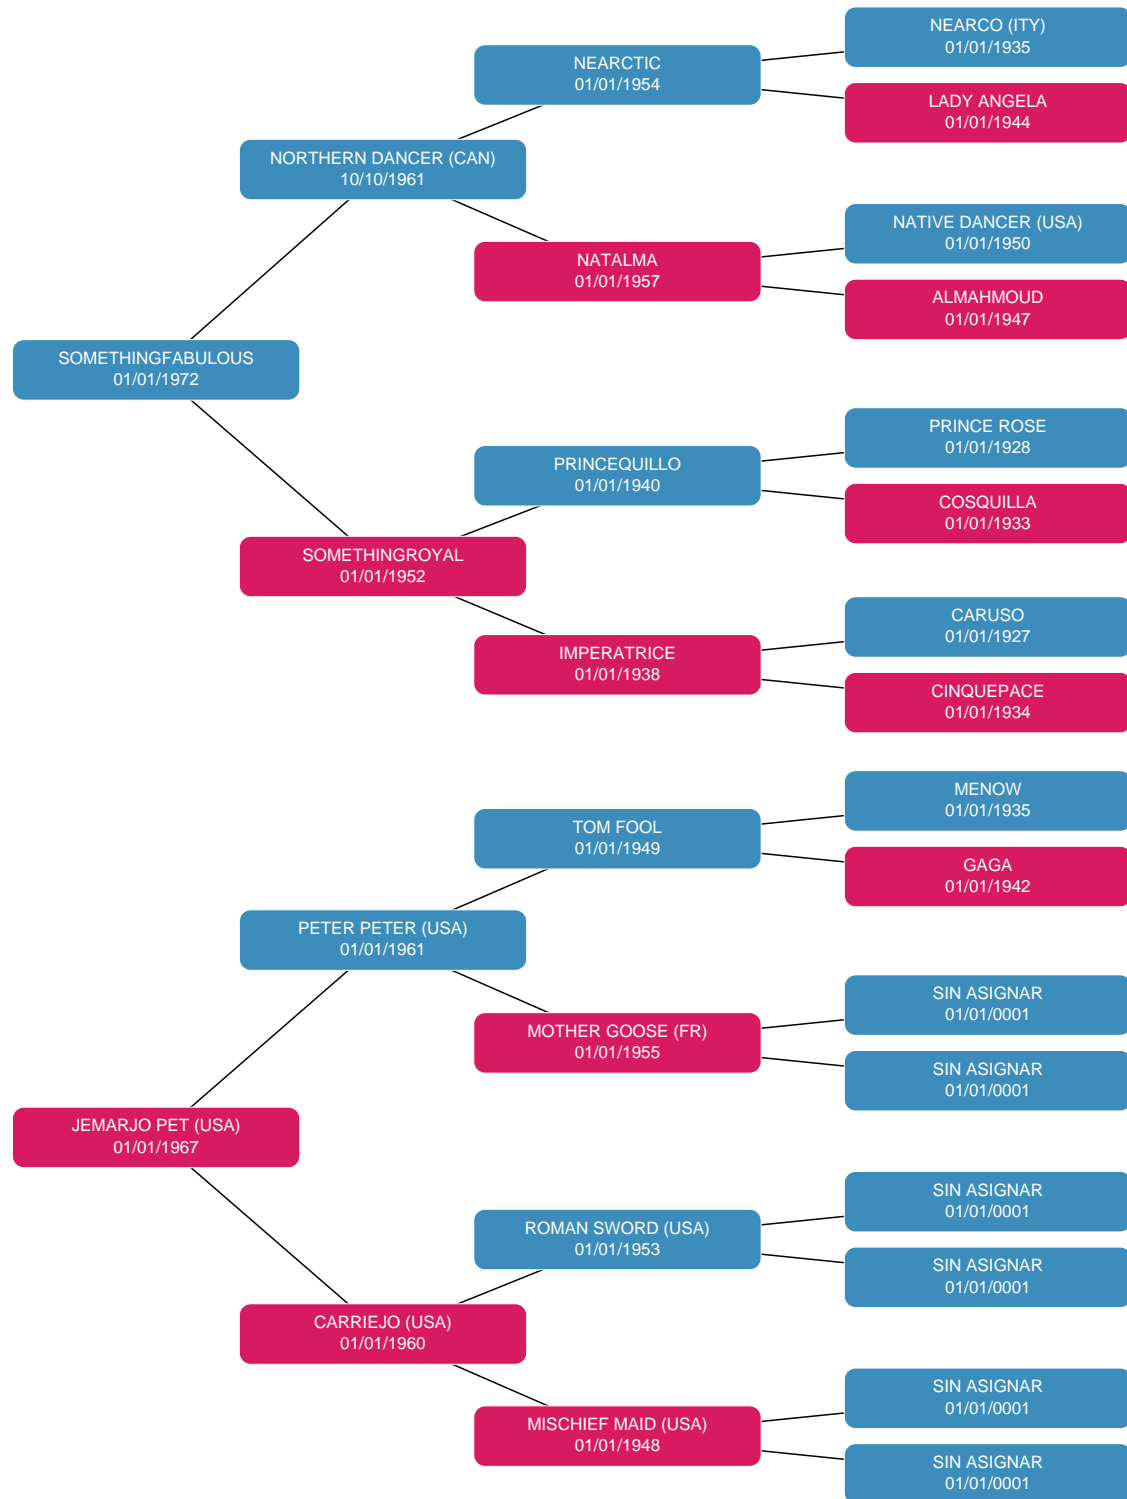 NEARCO (ITY)
01/01/1935
NEARCTIC
01/01/1954
LADY ANGELA
01/01/1944
NORTHERN DANCER (CAN)
10/10/1961
NATIVE DANCER (USA)
01/01/1950
NATALMA
01/01/1957
ALMAHMOUD
01/01/1947
SOMETHINGFABULOUS
01/01/1972
PRINCE ROSE
01/01/1928
PRINCEQUILLO
01/01/1940
COSQUILLA
01/01/1933
SOMETHINGROYAL
01/01/1952
CARUSO
01/01/1927
IMPERATRICE
01/01/1938
CINQUEPACE
01/01/1934
MENOW
01/01/1935
TOM FOOL
01/01/1949
GAGA
01/01/1942
PETER PETER (USA)
01/01/1961
SIN ASIGNAR
01/01/0001
MOTHER GOOSE (FR)
01/01/1955
SIN ASIGNAR
01/01/0001
JEMARJO PET (USA)
01/01/1967
SIN ASIGNAR
01/01/0001
ROMAN SWORD (USA)
01/01/1953
SIN ASIGNAR
01/01/0001
CARRIEJO (USA)
01/01/1960
SIN ASIGNAR
01/01/0001
MISCHIEF MAID (USA)
01/01/1948
SIN ASIGNAR
01/01/0001